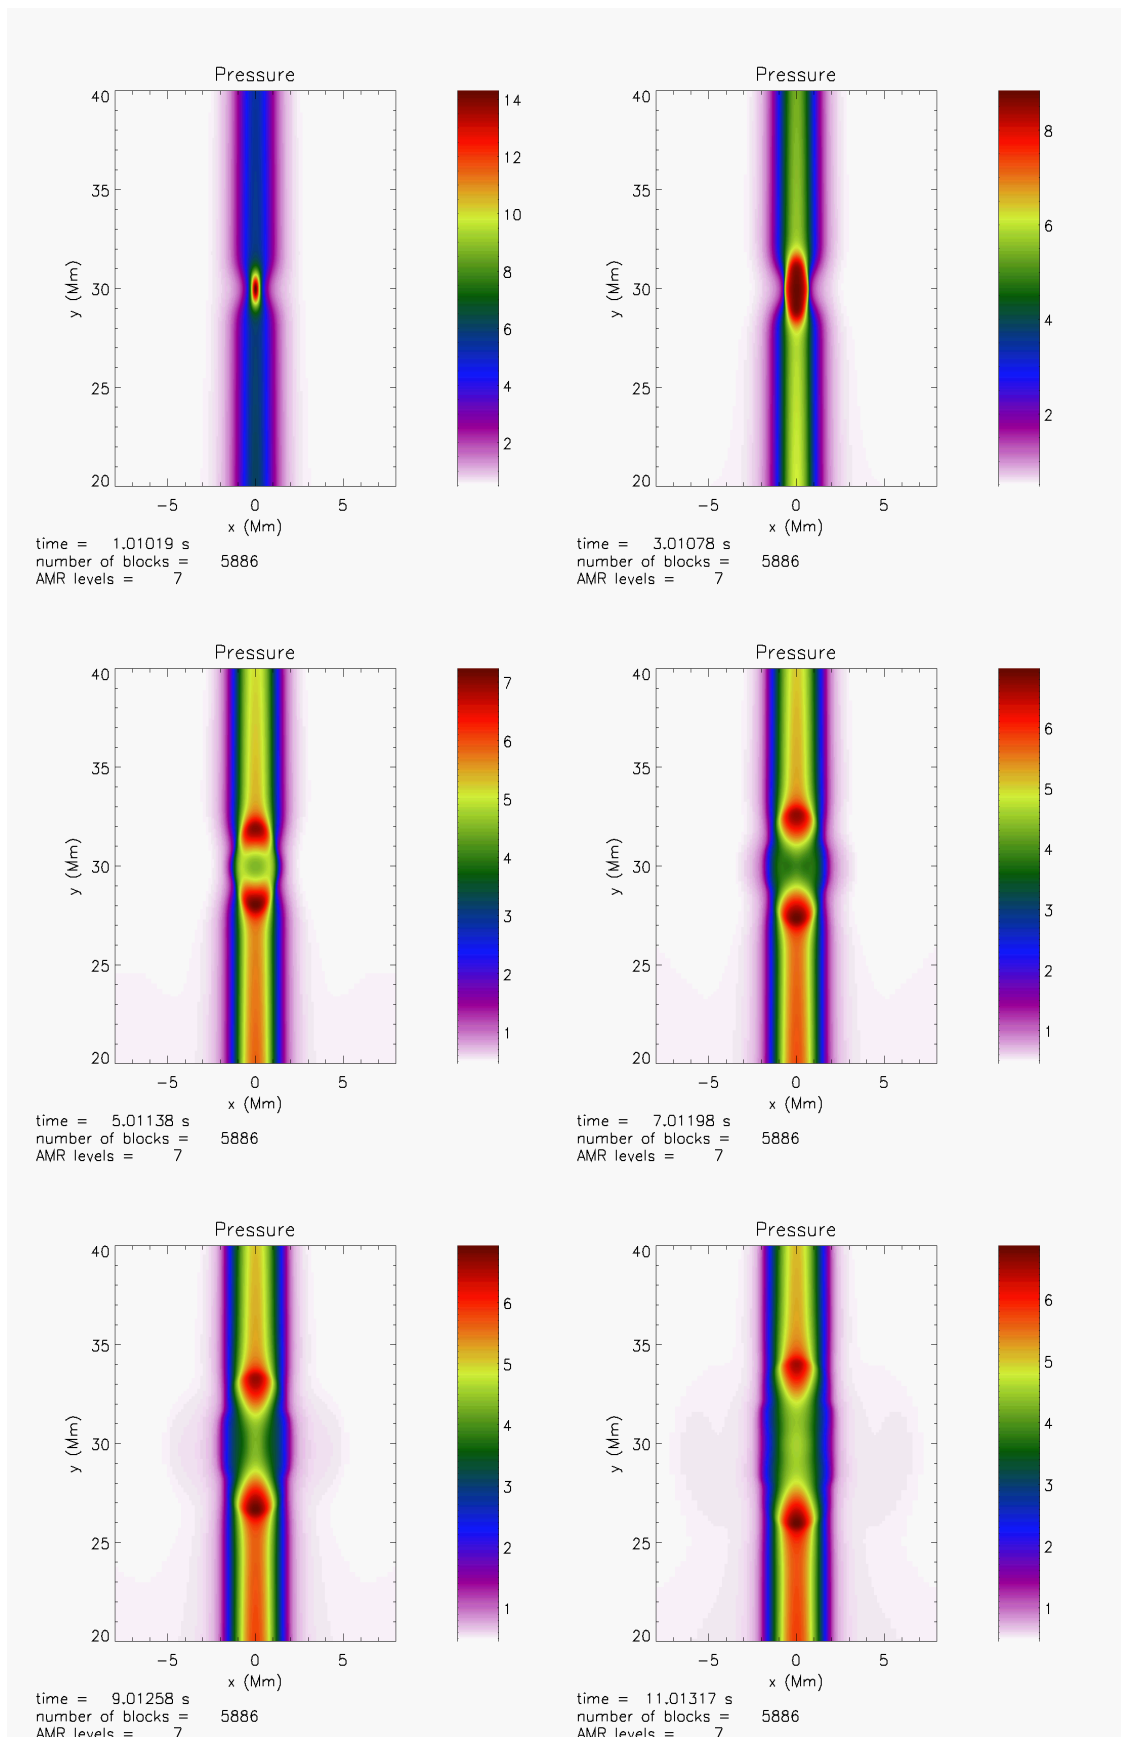 Pressure
40
35
30
25
20
y (Mm)
-5 0 5
x (Mm)
14
12
10
8
6
4
2
time = 1.01019 s
number of blocks = 5886
AMR levels = 7
Pressure
40
35
30
25
20
y (Mm)
-5 0 5
x (Mm)
8
6
4
2
time = 3.01078 s
number of blocks = 5886
AMR levels = 7
Pressure
40
35
30
25
20
y (Mm)
-5 0 5
x (Mm)
7
6
5
4
3
2
1
time = 5.01138 s
number of blocks = 5886
AMR levels = 7
Pressure
40
35
30
25
20
y (Mm)
-5 0 5
x (Mm)
6
5
4
3
2
1
time = 7.01198 s
number of blocks = 5886
AMR levels = 7
Pressure
40
35
30
25
20
y (Mm)
-5 0 5
x (Mm)
6
5
4
3
2
1
time = 9.01258 s
number of blocks = 5886
AMR levels = 7
Pressure
40
35
30
25
20
y (Mm)
-5 0 5
x (Mm)
6
5
4
3
2
1
time = 11.01317 s
number of blocks = 5886
AMR levels = 7